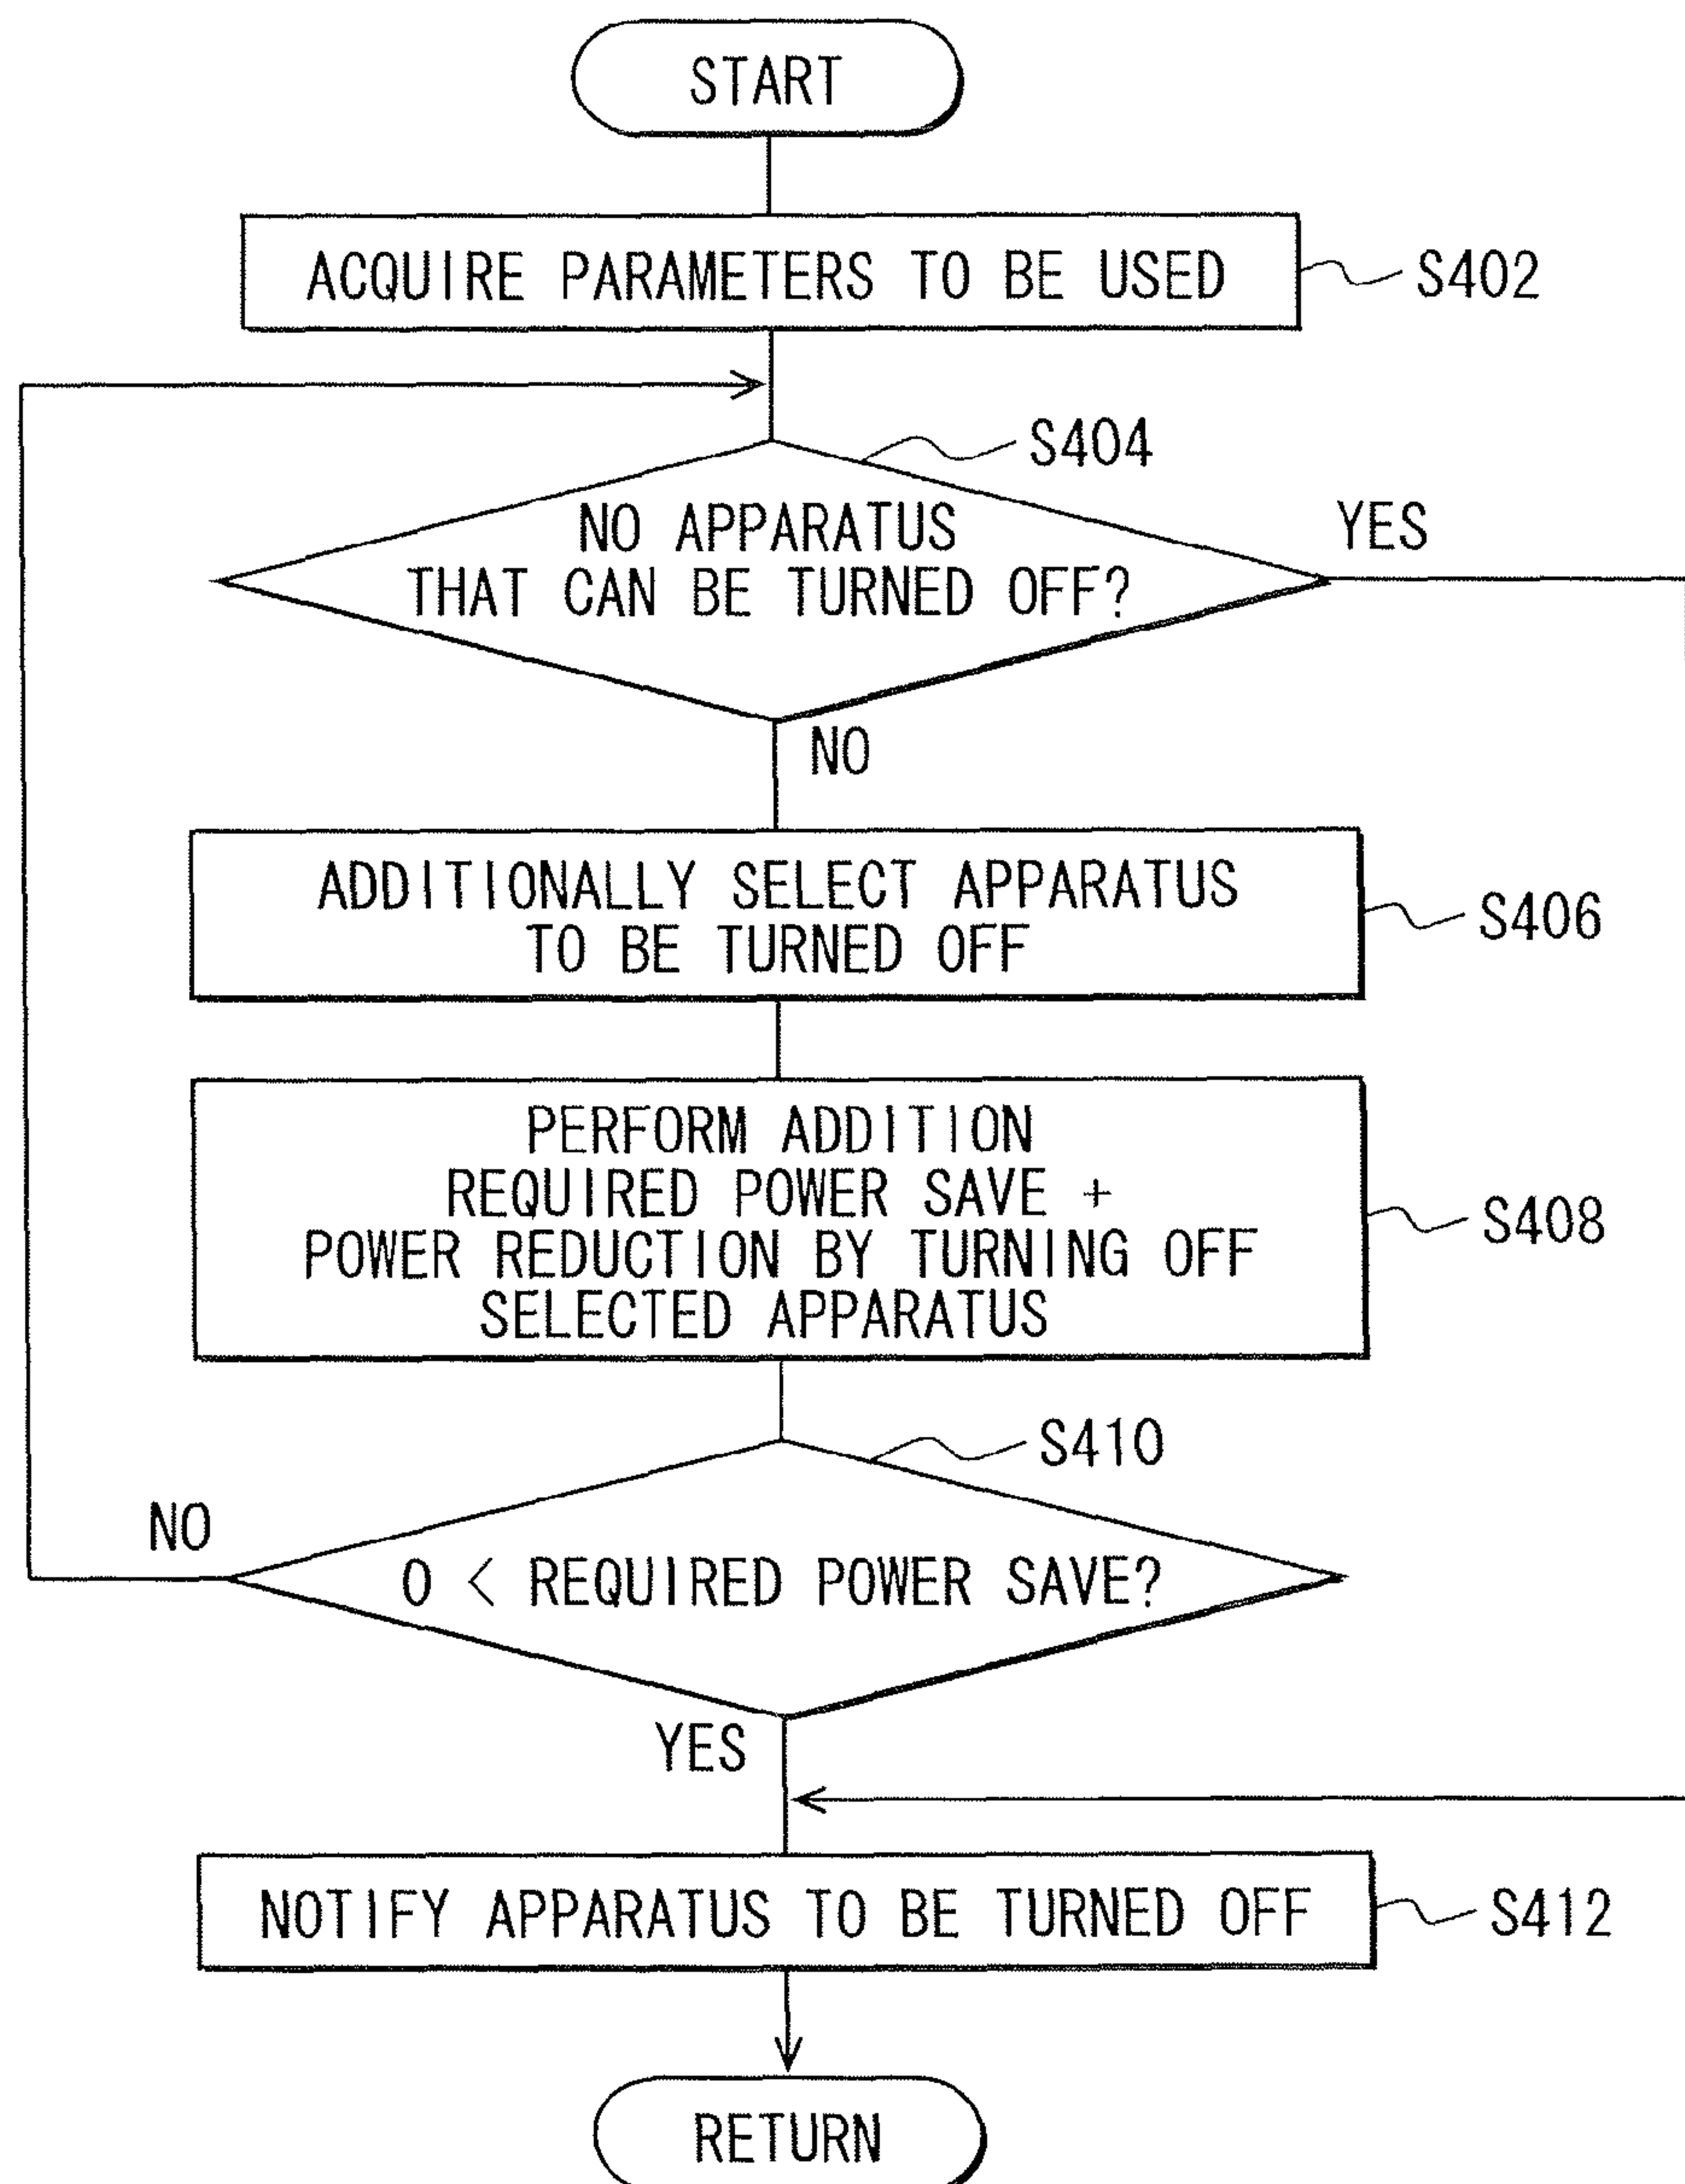 START
ACQUIRE PARAMETERS TO BE USED
S402
S404
NO APPARATUS
THAT CAN BE TURNED OFF?
YES
NO
ADDITIONALLY SELECT APPARATUS
TO BE TURNED OFF
S406
PERFORM ADDITION
REQUIRED POWER SAVE +
POWER REDUCTION BY TURNING OFF
SELECTED APPARATUS
S408
S410
NO
0 < REQUIRED POWER SAVE?
YES
NOTIFY APPARATUS TO BE TURNED OFF
S412
RETURN